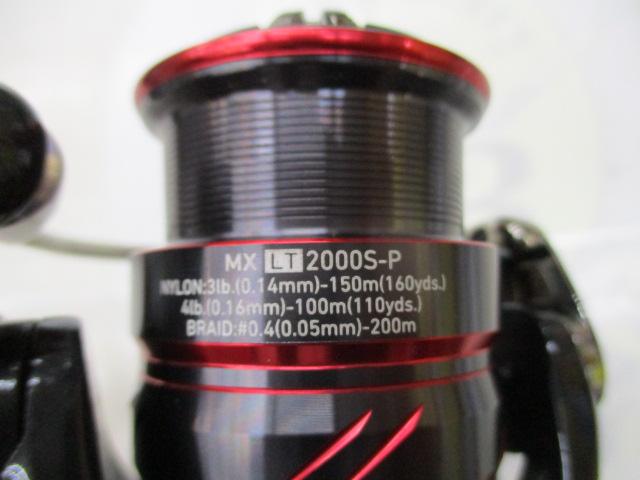 MX LT 2000S-P
NYLON:3lb.(0.14mm)-150m(160yds.)
4lb.(0.16mm)-100m(110yds.)
BRAID:#0.4(0.05mm)-200m